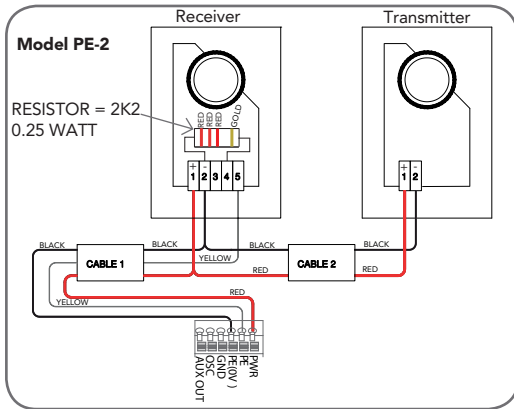 Receiver
Transmitter
Model PE-2
RESISTOR = 2K2
0.25 WATT
RED
RED
RED
GOLD
+ -
1 2 3 4 5
+ -
1 2
BLACK
BLACK
BLACK
BLACK
YELLOW
CABLE 1
CABLE 2
RED
RED
YELLOW
RED
AUX OUT
OSC
GND
PE(0V )
PE
PWR